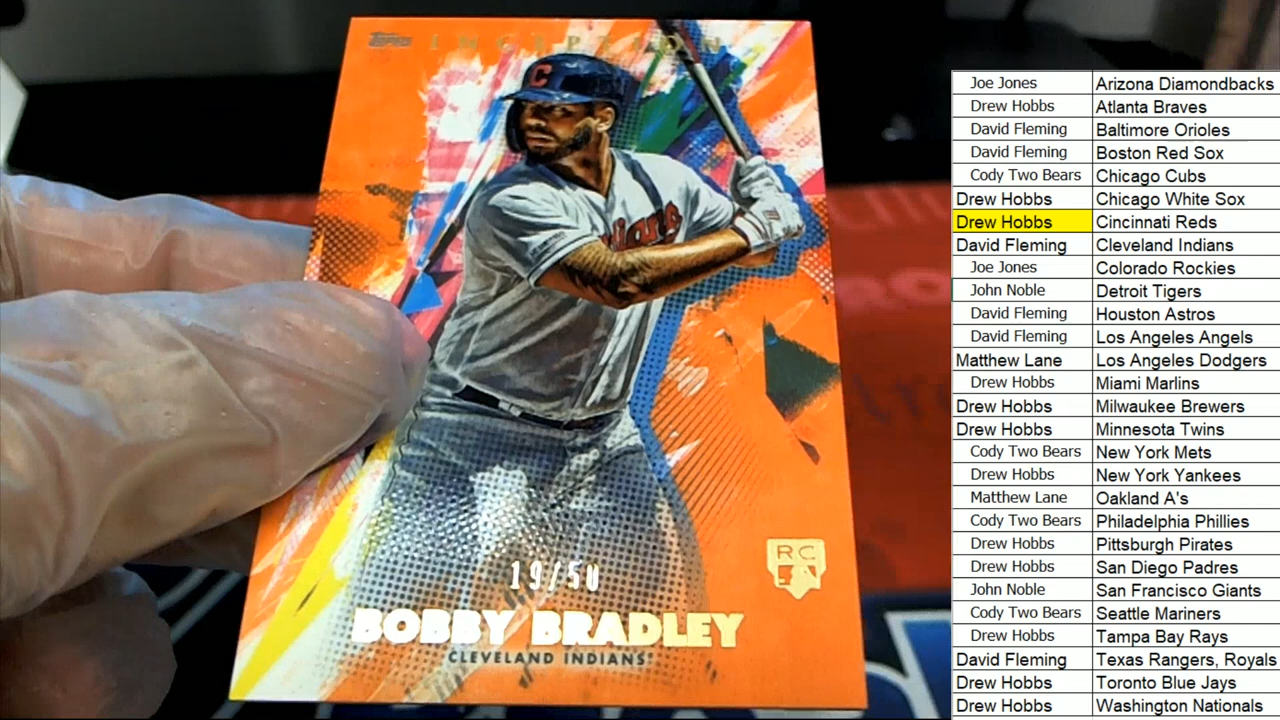 Topps INCEPTION
C
Indians
RC
19/50
BOBBY BRADLEY
CLEVELAND INDIANS
Joe Jones Arizona Diamondbacks
Drew Hobbs Atlanta Braves
David Fleming Baltimore Orioles
David Fleming Boston Red Sox
Cody Two Bears Chicago Cubs
Drew Hobbs Chicago White Sox
Drew Hobbs Cincinnati Reds
David Fleming Cleveland Indians
Joe Jones Colorado Rockies
John Noble Detroit Tigers
David Fleming Houston Astros
David Fleming Los Angeles Angels
Matthew Lane Los Angeles Dodgers
Drew Hobbs Miami Marlins
Drew Hobbs Milwaukee Brewers
Drew Hobbs Minnesota Twins
Cody Two Bears New York Mets
Drew Hobbs New York Yankees
Matthew Lane Oakland A's
Cody Two Bears Philadelphia Phillies
Drew Hobbs Pittsburgh Pirates
Drew Hobbs San Diego Padres
John Noble San Francisco Giants
Cody Two Bears Seattle Mariners
Drew Hobbs Tampa Bay Rays
David Fleming Texas Rangers, Royals
Drew Hobbs Toronto Blue Jays
Drew Hobbs Washington Nationals